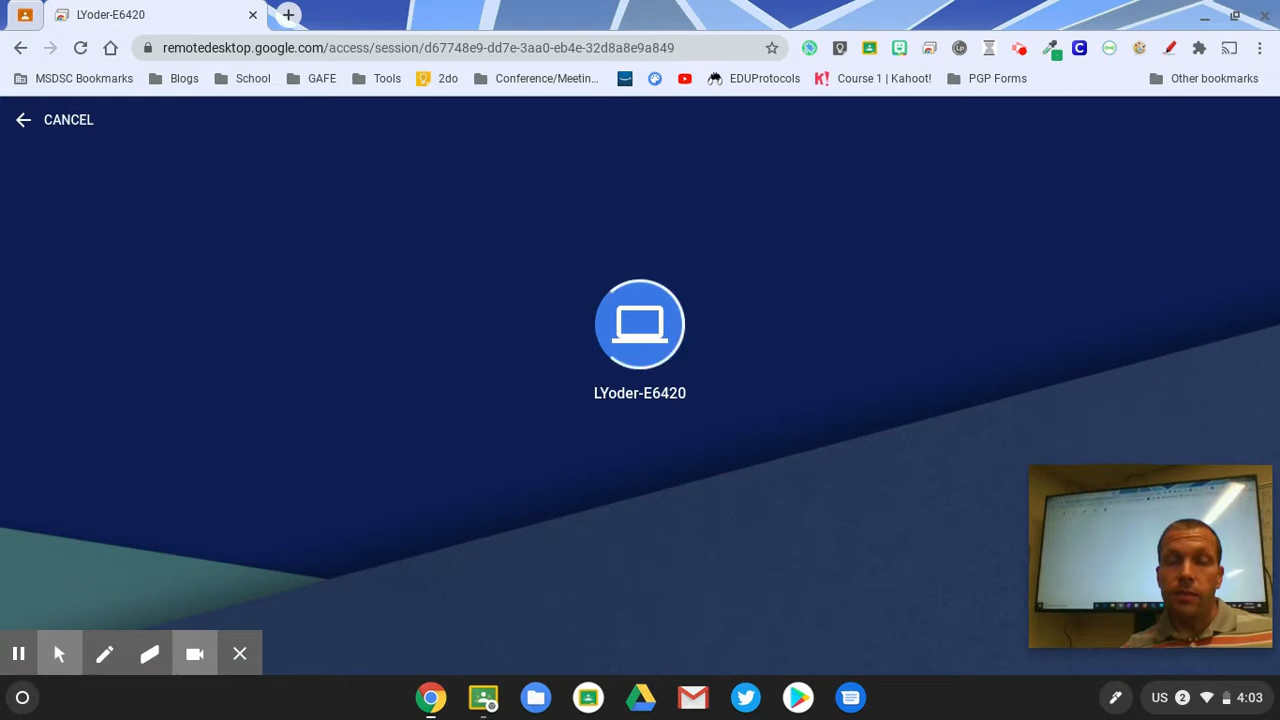 LYoder-E6420
remotedesktop.google.com/access/session/d67748e9-dd7e-3aa0-eb4e-32d8a8e9a849
MSDSC Bookmarks
Blogs
School
GAFE
Tools
2do
Conference/Meetin...
EDUProtocols
Course 1 | Kahoot!
PGP Forms
Other bookmarks
CANCEL
LYoder-E6420
US 2 4:03